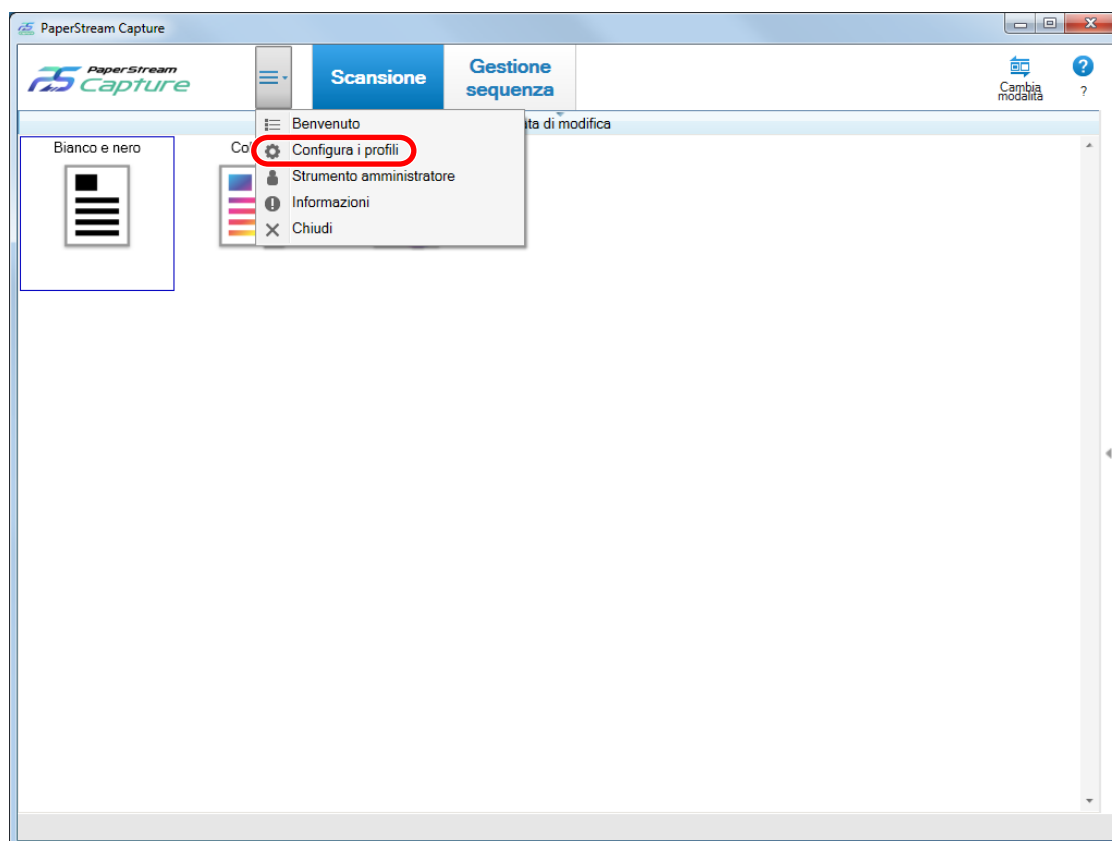 PaperStream Capture
PaperStream
Capture
Scansione
Gestione
sequenza
Cambia
modalità
?
?
di modifica
Bianco e nero
Benvenuto
Configura i profili
Strumento amministratore
Informazioni
Chiudi